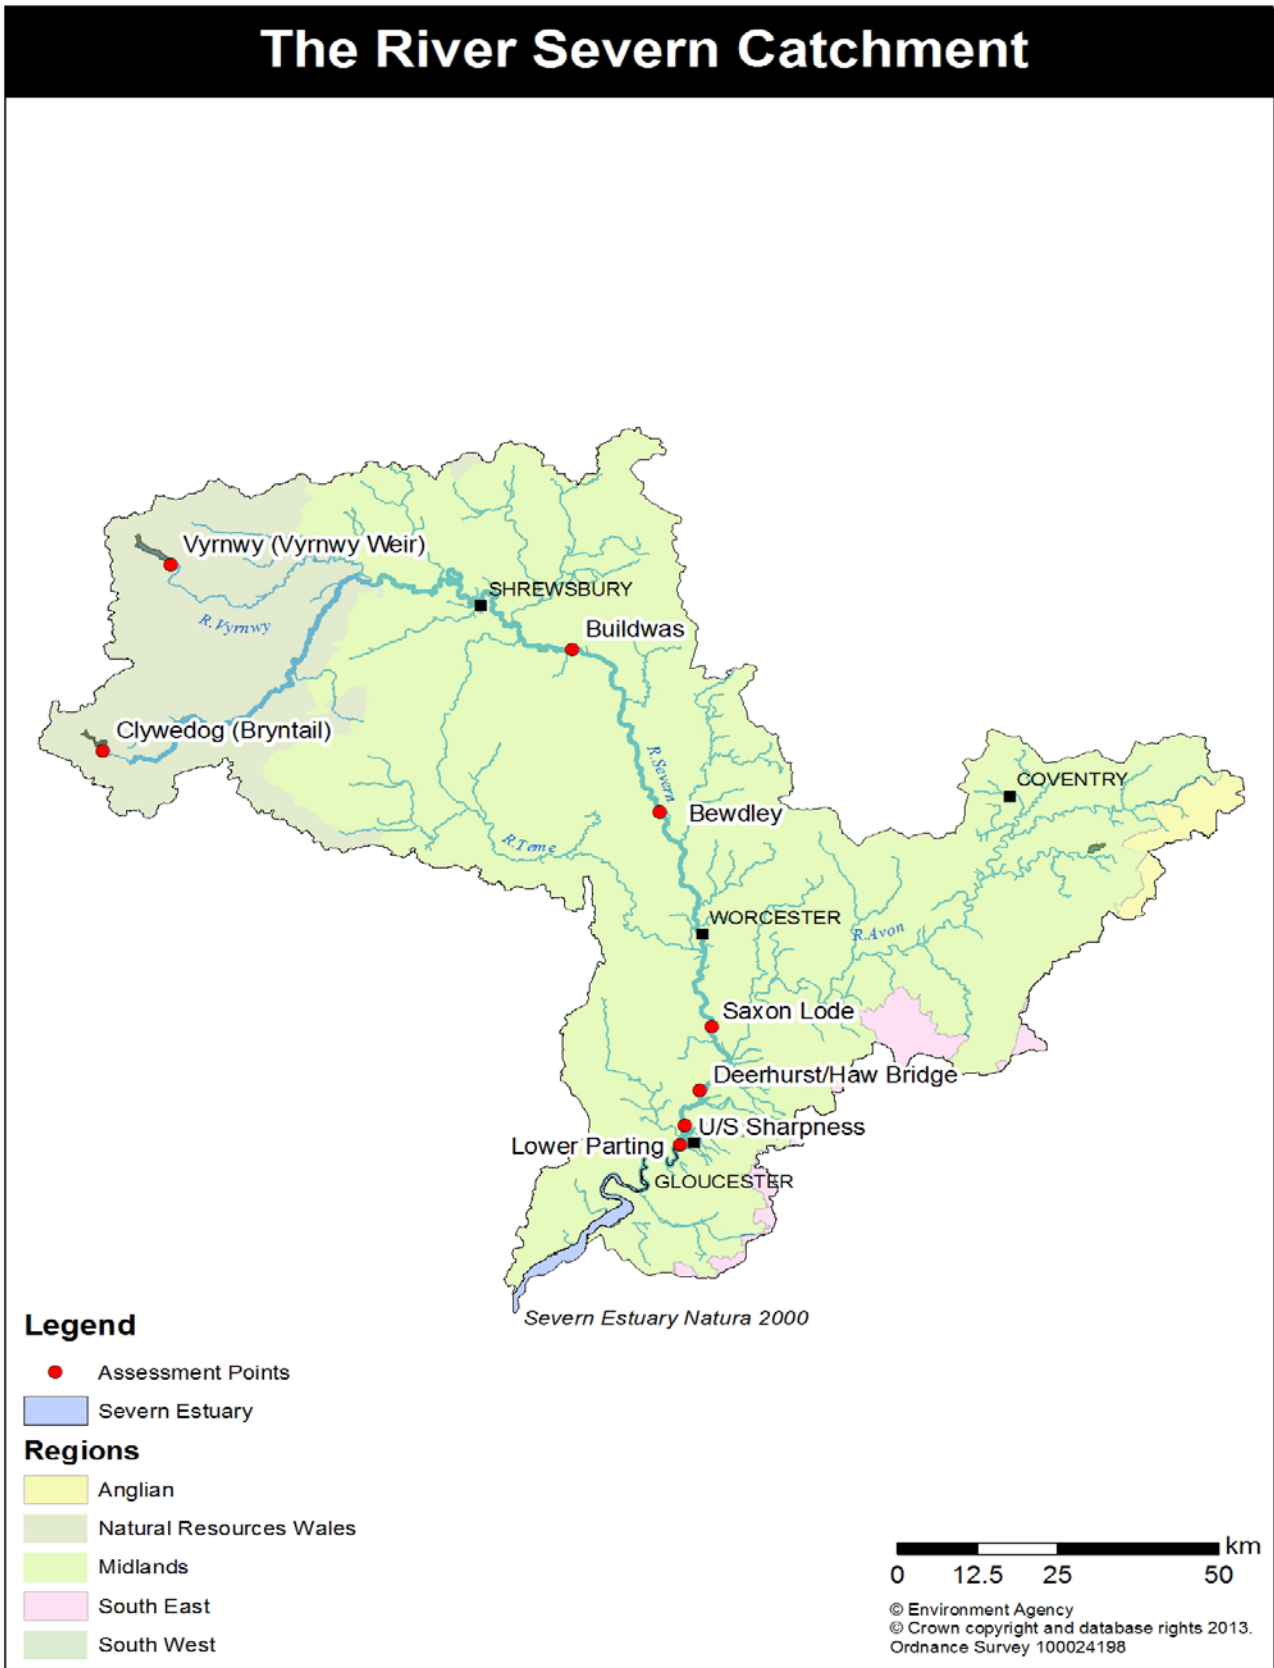 The River Severn Catchment
Vyrnwy (Vyrnwy Weir)
SHREWSBURY
R.Vyrnwy
Buildwas
Clywedog (Bryntail)
R.Severn
COVENTRY
Bewdley
R.Teme
WORCESTER
R.Avon
Saxon Lode
Deerhurst/Haw Bridge
U/S Sharpness
Lower Parting
GLOUCESTER
Severn Estuary Natura 2000
Legend
Assessment Points
Severn Estuary
Regions
Anglian
Natural Resources Wales
Midlands
South East
South West
km
0 12.5 25 50
© Environment Agency
© Crown copyright and database rights 2013.
Ordnance Survey 100024198